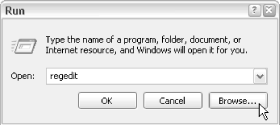 Run
Type the name of a program, folder, document, or
Internet resource, and Windows will open it for you.
Open: regedit
OK Cancel Browse...